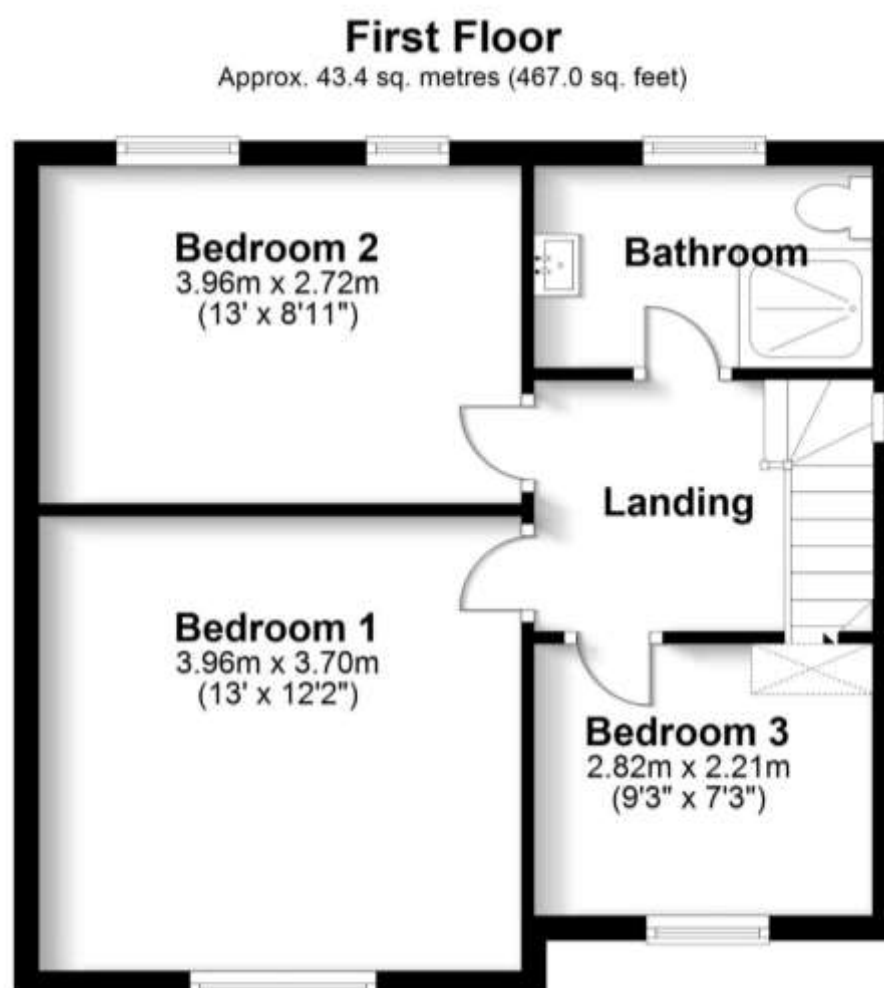 First Floor
Approx. 43.4 sq. metres (467.0 sq. feet)
Bedroom 2
3.96m x 2.72m
(13' x 8'11")
Bathroom
Landing
Bedroom 1
3.96m x 3.70m
(13' x 12'2")
Bedroom 3
2.82m x 2.21m
(9'3" x 7'3")